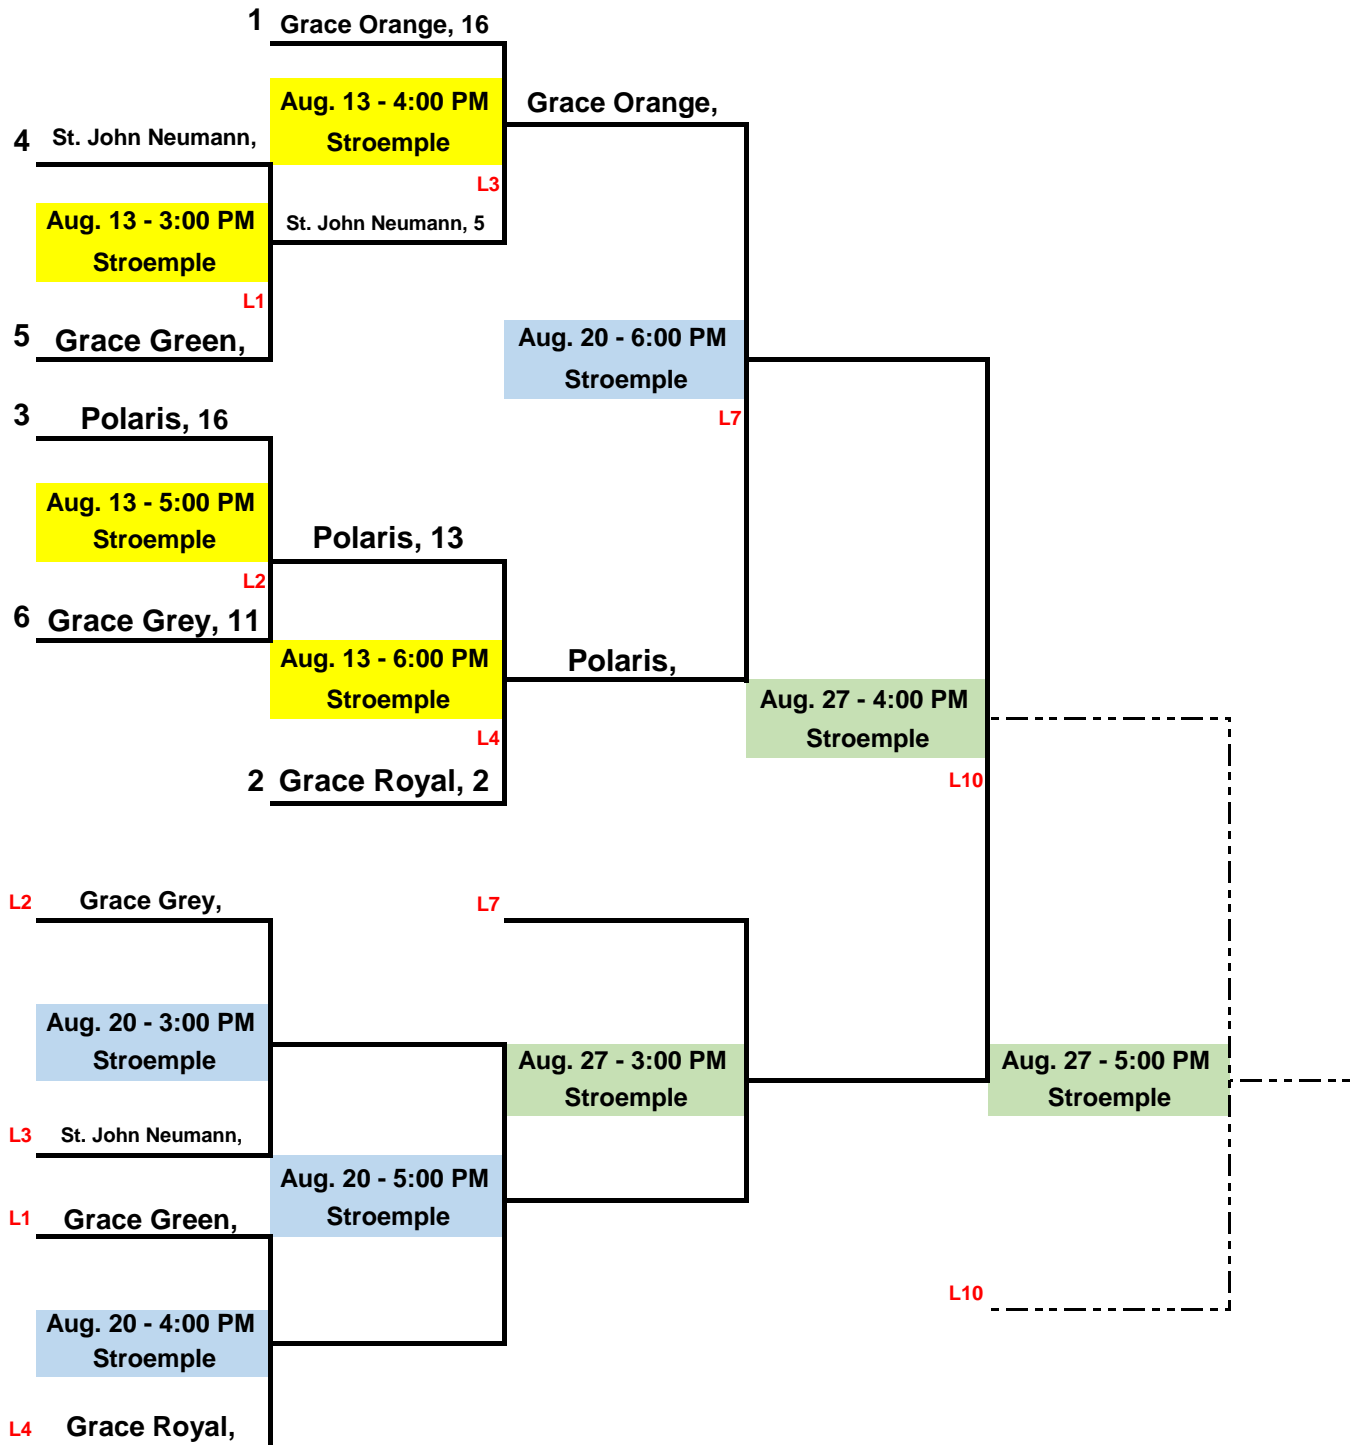 1 Grace Orange, 16
Aug. 13 - 4:00 PM
Stroemple
Grace Orange,
4 St. John Neumann,
L3
Aug. 13 - 3:00 PM
Stroemple
St. John Neumann, 5
L1
5 Grace Green,
Aug. 20 - 6:00 PM
Stroemple
L7
3 Polaris, 16
Aug. 13 - 5:00 PM
Stroemple
Polaris, 13
L2
6 Grace Grey, 11
Aug. 13 - 6:00 PM
Stroemple
Polaris,
L4
2 Grace Royal, 2
Aug. 27 - 4:00 PM
Stroemple
L10
L2 Grace Grey,
L7
Aug. 20 - 3:00 PM
Stroemple
Aug. 27 - 3:00 PM
Stroemple
Aug. 27 - 5:00 PM
Stroemple
L3 St. John Neumann,
Aug. 20 - 5:00 PM
Stroemple
L1 Grace Green,
L10
Aug. 20 - 4:00 PM
Stroemple
L4 Grace Royal,